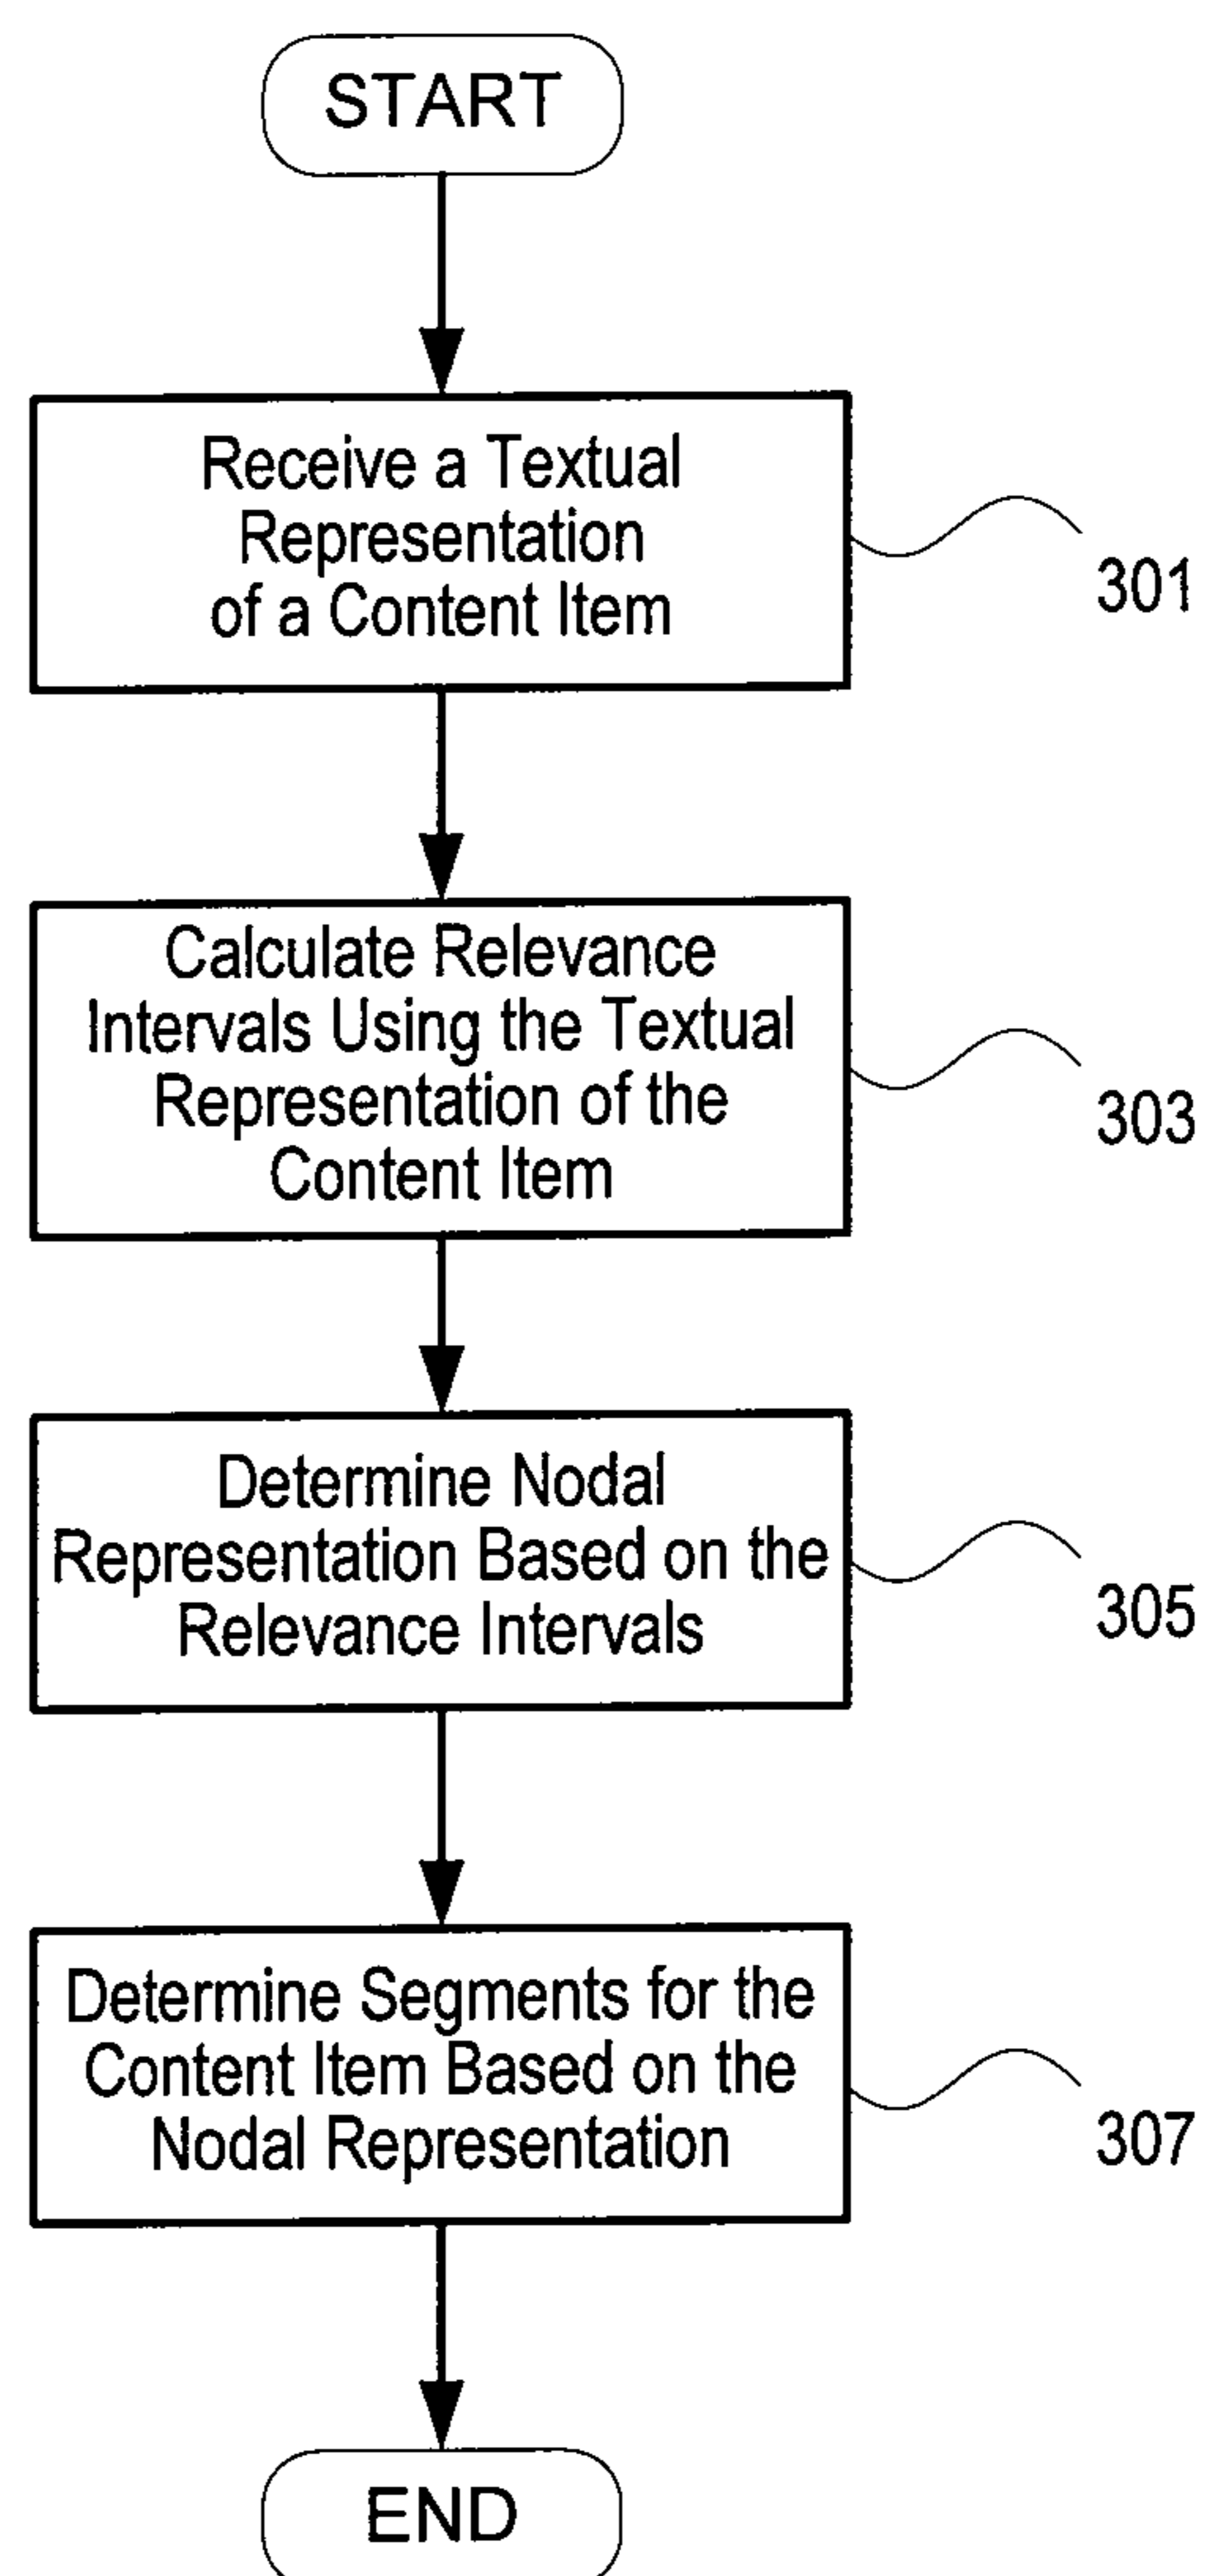 START
Receive a Textual
Representation
of a Content Item
301
Calculate Relevance
Intervals Using the Textual
Representation of the
Content Item
303
Determine Nodal
Representation Based on the
Relevance Intervals
305
Determine Segments for the
Content Item Based on the
Nodal Representation
307
END